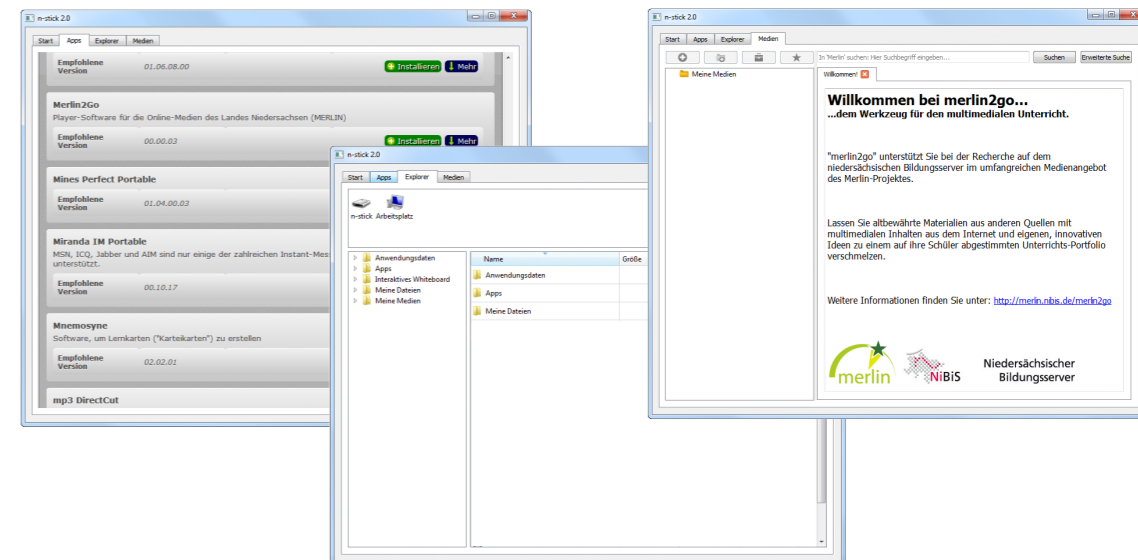 n-stick 2.0
Start Apps Explorer Medien
Empfohlene Version 01.06.08.00 Installieren Mehr
Merlin2Go
Player-Software für die Online-Medien des Landes Niedersachsen (MERLIN)
Empfohlene Version 00.00.03 Installieren Mehr
Mines Perfect Portable
Empfohlene Version 01.04.00.03
Miranda IM Portable
MSN, ICQ, Jabber und AIM sind nur einige der zahlreichen Instant-Mes
unterstützt.
Empfohlene Version 00.10.17
Mnemosyne
Software, um Lernkarten ("Karteikarten") zu erstellen
Empfohlene Version 02.02.01
mp3 DirectCut
n-stick 2.0
Start Apps Explorer Medien
n-stick Arbeitsplatz
Anwendungsdaten
Apps
Interaktives Whiteboard
Meine Dateien
Meine Medien
Name Größe
Anwendungsdaten
Apps
Meine Dateien
n-stick 2.0
Start Apps Explorer Medien
In 'Merlin' suchen: Hier Suchbegriff eingeben... Suchen Erweiterte Suche
Meine Medien
Willkommen!
Willkommen bei merlin2go...
...dem Werkzeug für den multimedialen Unterricht.
"merlin2go" unterstützt Sie bei der Recherche auf dem
niedersächsischen Bildungsserver im umfangreichen Medienangebot
des Merlin-Projektes.
Lassen Sie altbewährte Materialien aus anderen Quellen mit
multimedialen Inhalten aus dem Internet und eigenen, innovativen
Ideen zu einem auf ihre Schüler abgestimmten Unterrichts-Portfolio
verschmelzen.
Weitere Informationen finden Sie unter: http://merlin.nibis.de/merlin2go
merlin NiBiS Niedersächsischer
Bildungsserver